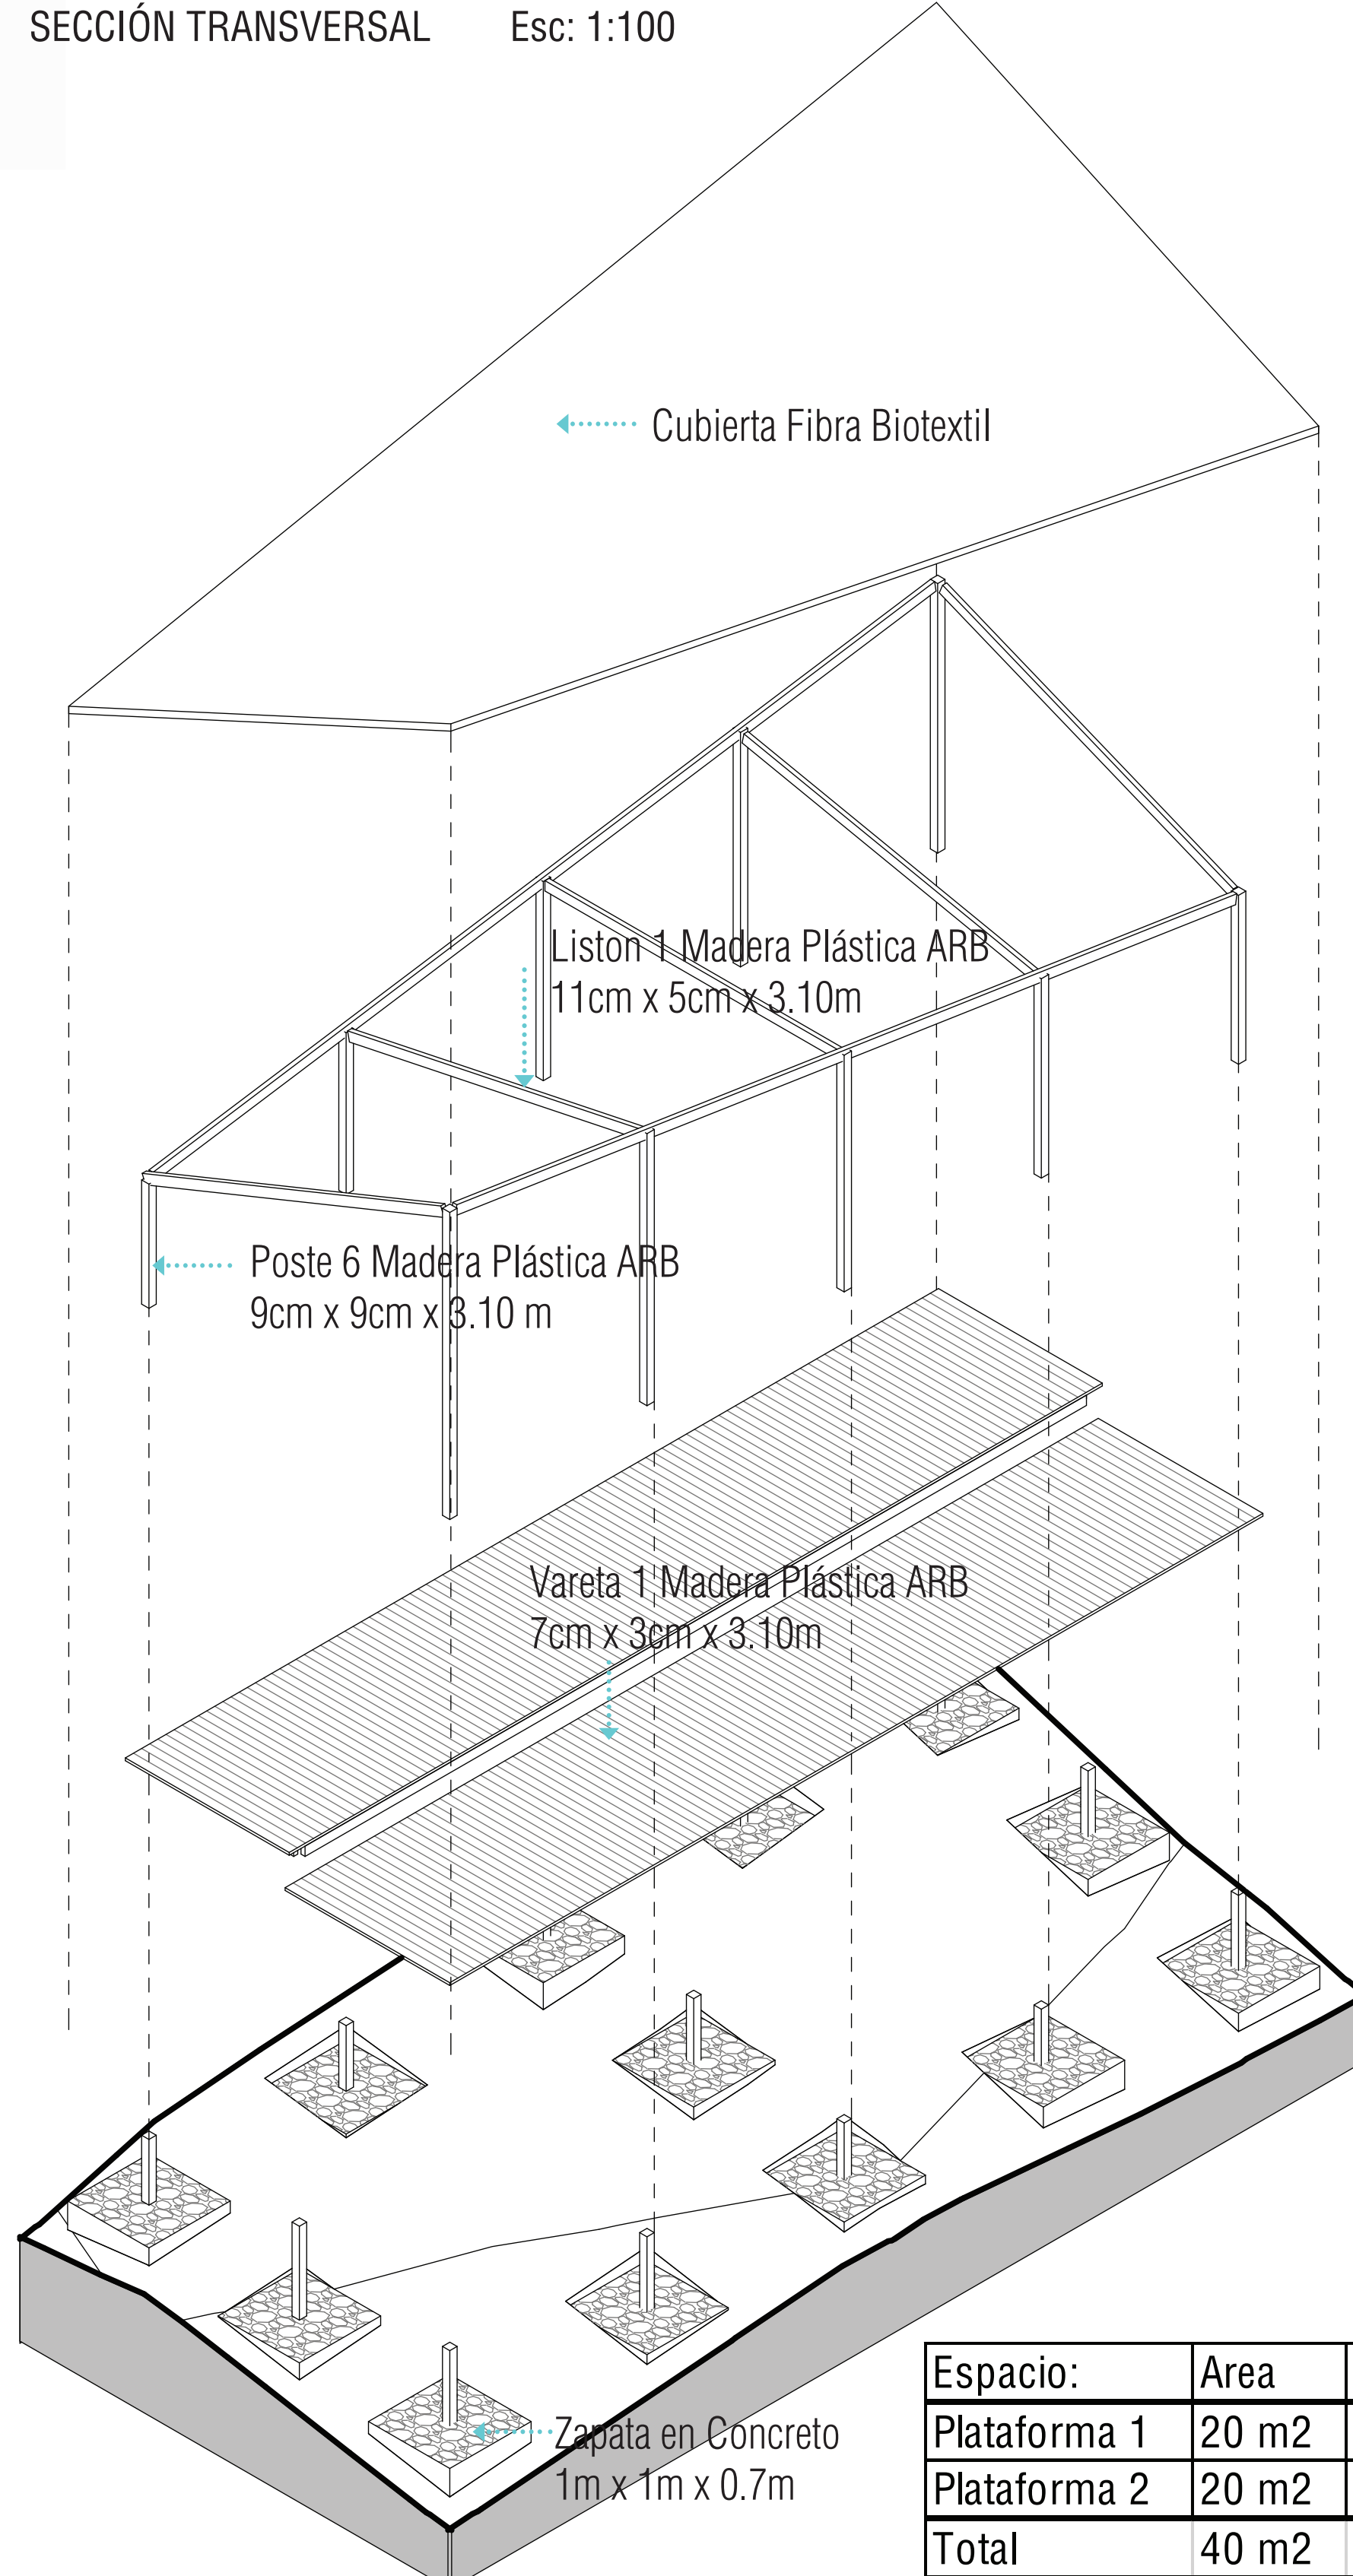 SECCIÓN TRANSVERSAL Esc: 1:100
Cubierta Fibra Biotextil
Liston 1 Madera Plástica ARB
11cm x 5cm x 3.10m
Poste 6 Madera Plástica ARB
9cm x 9cm x 3.10 m
Vareta 1 Madera Plástica ARB
7cm x 3cm x 3.10m
Zapata en Concreto
1m x 1m x 0.7m
Espacio: Area
Plataforma 1 20 m2
Plataforma 2 20 m2
Total 40 m2